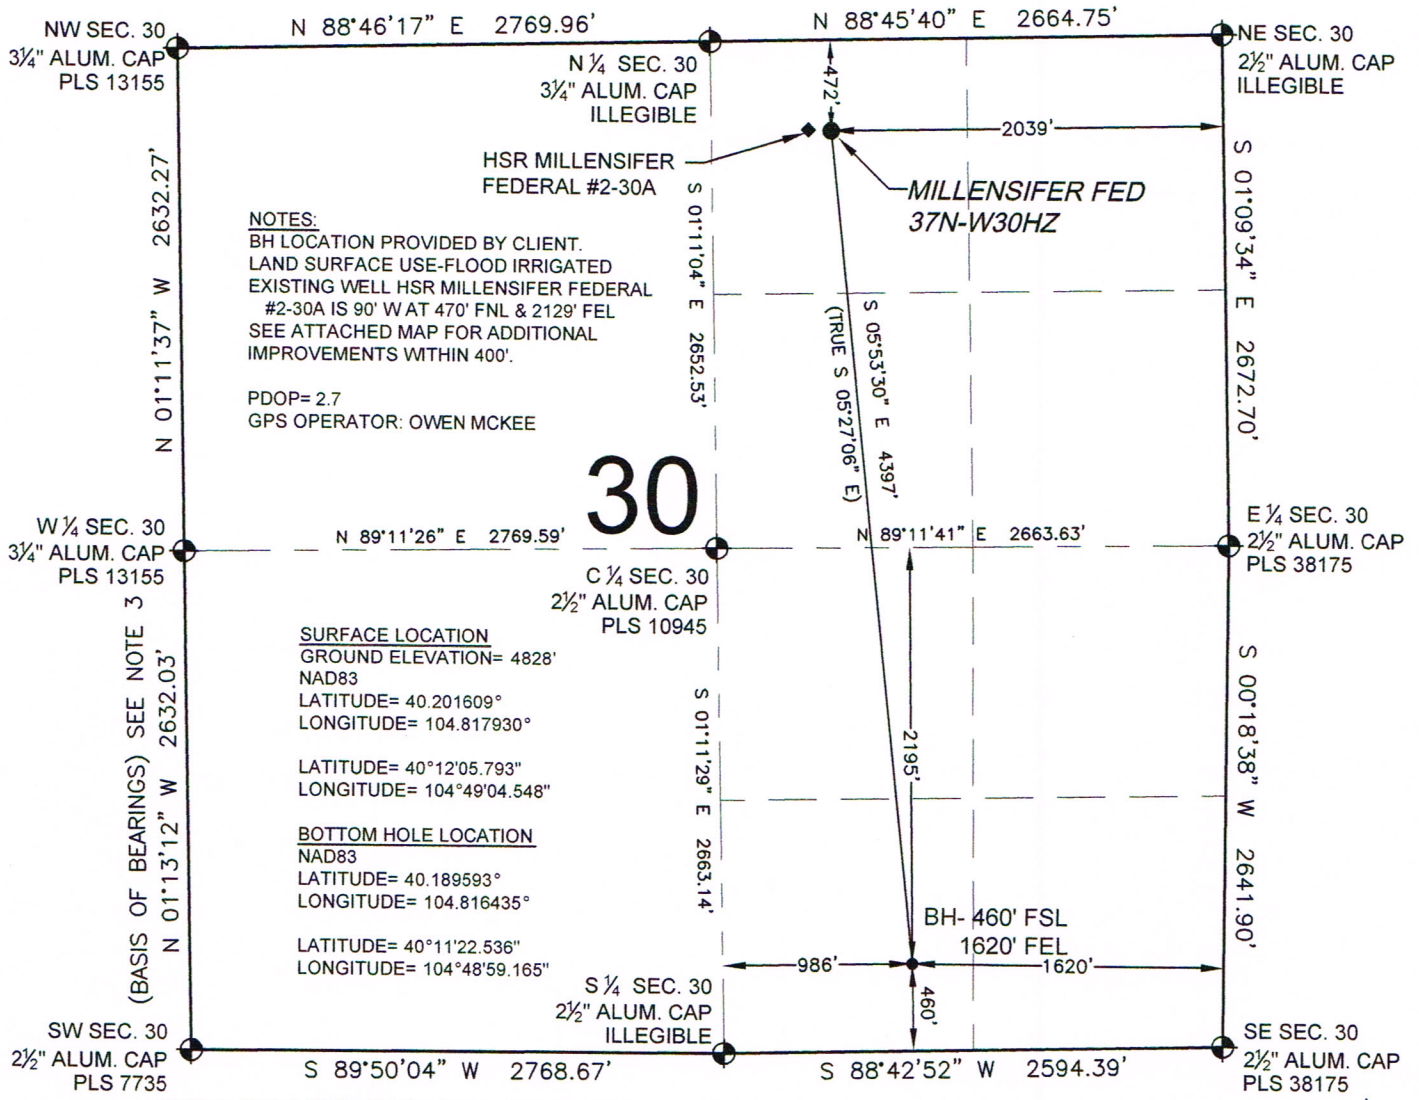 N 88°46'17" E 2769.96'
N 88°45'40" E 2664.75'
NW SEC. 30
3¼" ALUM. CAP
PLS 13155
N ¼ SEC. 30
3¼" ALUM. CAP
ILLEGIBLE
NE SEC. 30
2½" ALUM. CAP
ILLEGIBLE
472'
2039'
HSR MILLENSIFER
FEDERAL #2-30A
MILLENSIFER FED
37N-W30HZ
N 01°11'37" W 2632.27'
S 01°11'04" E 2652.53'
S 01°09'34" E 2672.70'
NOTES:
BH LOCATION PROVIDED BY CLIENT.
LAND SURFACE USE-FLOOD IRRIGATED
EXISTING WELL HSR MILLENSIFER FEDERAL
#2-30A IS 90' W AT 470' FNL & 2129' FEL
SEE ATTACHED MAP FOR ADDITIONAL
IMPROVEMENTS WITHIN 400'.
PDOP= 2.7
GPS OPERATOR: OWEN MCKEE
S 05°53'30" E 4397'
(TRUE S 05°27'06" E)
30
W ¼ SEC. 30
3¼" ALUM. CAP
PLS 13155
N 89°11'26" E 2769.59'
N 89°11'41" E 2663.63'
E ¼ SEC. 30
2½" ALUM. CAP
PLS 38175
C ¼ SEC. 30
2½" ALUM. CAP
PLS 10945
(BASIS OF BEARINGS) SEE NOTE 3
N 01°13'12" W 2632.03'
SURFACE LOCATION
GROUND ELEVATION= 4828'
NAD83
LATITUDE= 40.201609°
LONGITUDE= 104.817930°
LATITUDE= 40°12'05.793"
LONGITUDE= 104°49'04.548"
BOTTOM HOLE LOCATION
NAD83
LATITUDE= 40.189593°
LONGITUDE= 104.816435°
LATITUDE= 40°11'22.536"
LONGITUDE= 104°48'59.165"
S 01°11'29" E 2663.14'
2195'
S 00°18'38" W 2641.90'
BH- 460' FSL
1620' FEL
986'
1620'
460'
S ¼ SEC. 30
2½" ALUM. CAP
ILLEGIBLE
SW SEC. 30
2½" ALUM. CAP
PLS 7735
S 89°50'04" W 2768.67'
S 88°42'52" W 2594.39'
SE SEC. 30
2½" ALUM. CAP
PLS 38175